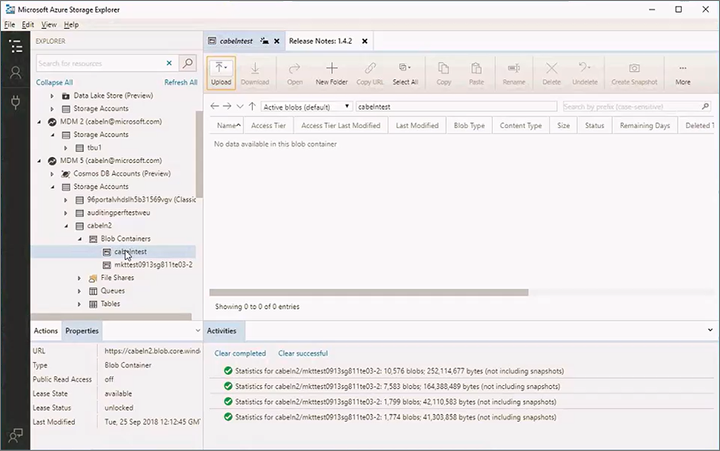 Microsoft Azure Storage Explorer
File Edit View Help
EXPLORER
Search for resources
Collapse All Refresh All
Data Lake Store (Preview)
Storage Accounts
MDM 2 (cabeln@microsoft.com)
Storage Accounts
tbu1
MDM 5 (cabeln@microsoft.com)
Cosmos DB Accounts (Preview)
Storage Accounts
96portalvhdslh5b31569vgv (Classic
auditingperftestweu
cabeln2
Blob Containers
cabelntest
mkttest0913sg811te03-2
File Shares
Queues
Tables
Actions Properties
URL https://cabeln2.blob.core.wind
Type Blob Container
Public Read Access off
Lease State available
Lease Status unlocked
Last Modified Tue, 25 Sep 2018 12:12:45 GMT
cabelntest Release Notes: 1.4.2
Upload Download Open New Folder Copy URL Select All Copy Paste Rename Delete Undelete Create Snapshot More
Active blobs (default) cabelntest Search by prefix (case-sensitive)
Name Access Tier Access Tier Last Modified Last Modified Blob Type Content Type Size Status Remaining Days Deleted T
No data available in this blob container
Showing 0 to 0 of 0 entries
Activities
Clear completed Clear successful
Statistics for cabeln2/mkttest0913sg811te03-2: 10,576 blobs; 252,114,677 bytes (not including snapshots)
Statistics for cabeln2/mkttest0913sg811te03-2: 7,583 blobs; 164,388,489 bytes (not including snapshots)
Statistics for cabeln2/mkttest0913sg811te03-2: 1,799 blobs; 42,110,583 bytes (not including snapshots)
Statistics for cabeln2/mkttest0913sg811te03-2: 1,774 blobs; 41,303,858 bytes (not including snapshots)